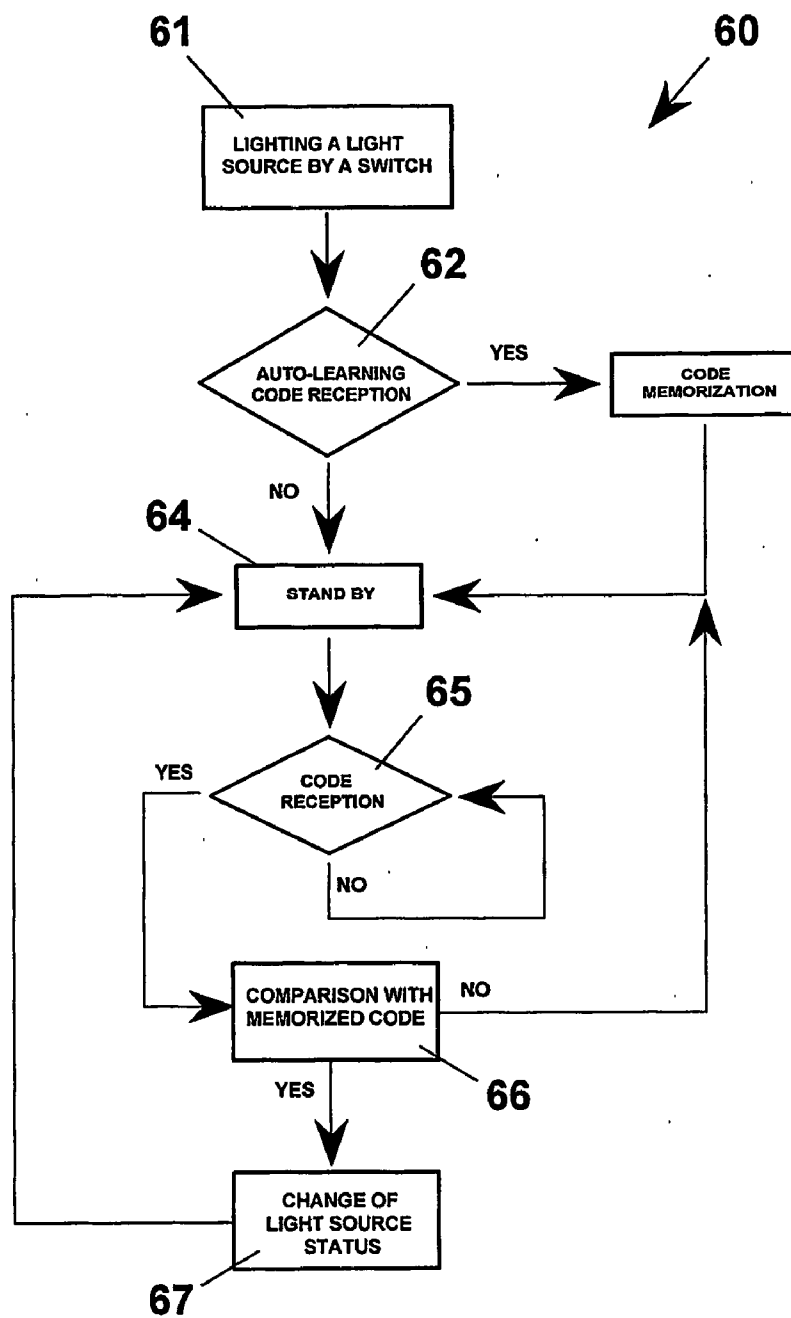 61
60
LIGHTING A LIGHT
SOURCE BY A SWITCH
62
AUTO-LEARNING
CODE RECEPTION
YES
CODE
MEMORIZATION
NO
64
STAND BY
65
CODE
RECEPTION
YES
NO
COMPARISON WITH
MEMORIZED CODE
NO
66
YES
CHANGE OF
LIGHT SOURCE
STATUS
67